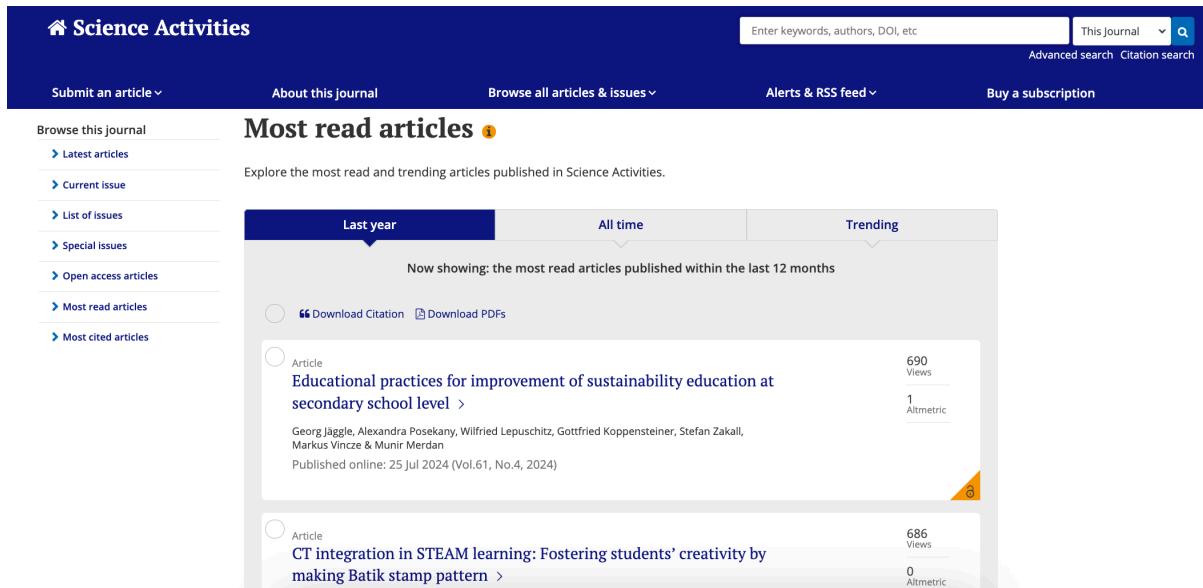 Science Activities
Enter keywords, authors, DOI, etc
This Journal
Advanced search Citation search
Submit an article
About this journal
Browse all articles & issues
Alerts & RSS feed
Buy a subscription
Browse this journal
Latest articles
Current issue
List of issues
Special issues
Open access articles
Most read articles
Most cited articles
Most read articles
Explore the most read and trending articles published in Science Activities.
Last year
All time
Trending
Now showing: the most read articles published within the last 12 months
Download Citation
Download PDFs
Article
Educational practices for improvement of sustainability education at
secondary school level
Georg Jäggle, Alexandra Posekany, Wilfried Lepuschitz, Gottfried Koppensteiner, Stefan Zakall,
Markus Vincze & Munir Merdan
Published online: 25 Jul 2024 (Vol.61, No.4, 2024)
690
Views
1
Altmetric
Article
CT integration in STEAM learning: Fostering students’ creativity by
making Batik stamp pattern
686
Views
0
Altmetric